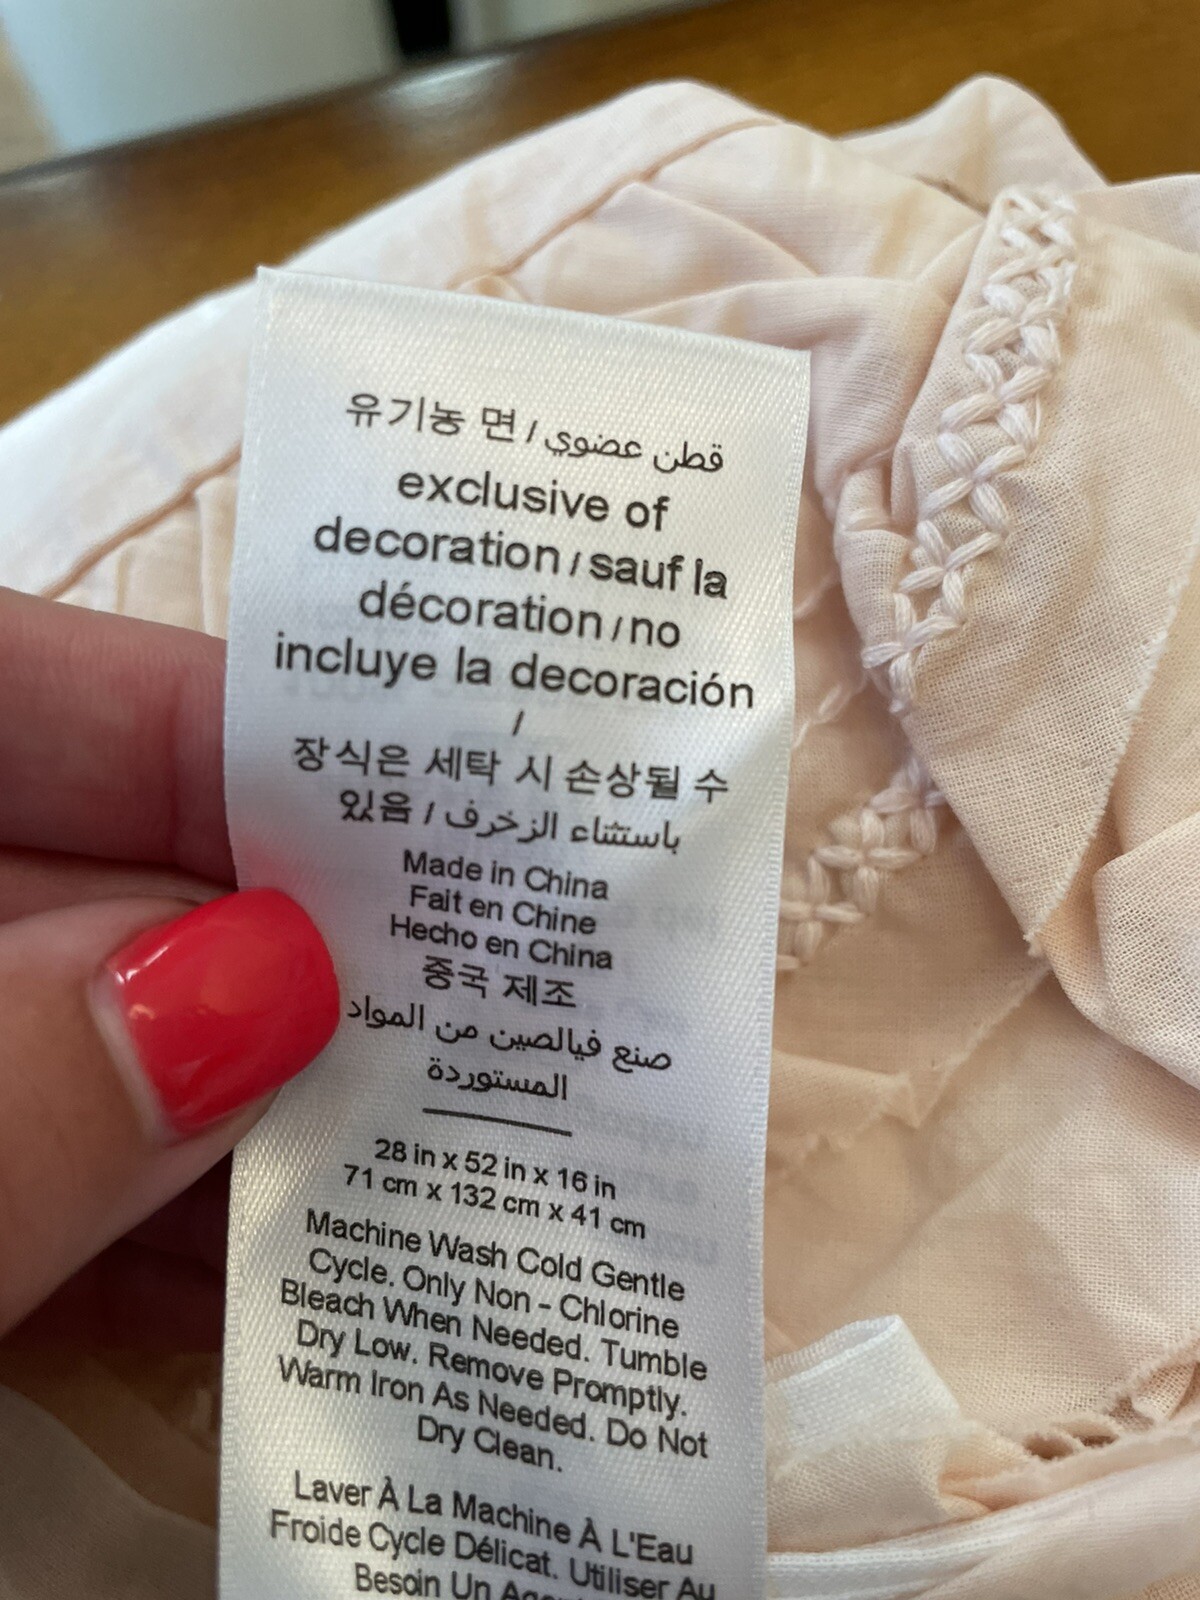 유기농 면 / قطن عضوي
exclusive of
decoration / sauf la
décoration / no
incluye la decoración
/
장식은 세탁 시 손상될 수
있음 / باستثناء الزخرف
Made in China
Fait en Chine
Hecho en China
중국 제조
صنع فيالصين من المواد
المستوردة
28 in x 52 in x 16 in
71 cm x 132 cm x 41 cm
Machine Wash Cold Gentle
Cycle. Only Non - Chlorine
Bleach When Needed. Tumble
Dry Low. Remove Promptly.
Warm Iron As Needed. Do Not
Dry Clean.
Laver À La Machine À L'Eau
Froide Cycle Délicat. Utiliser Au
Besoin Un